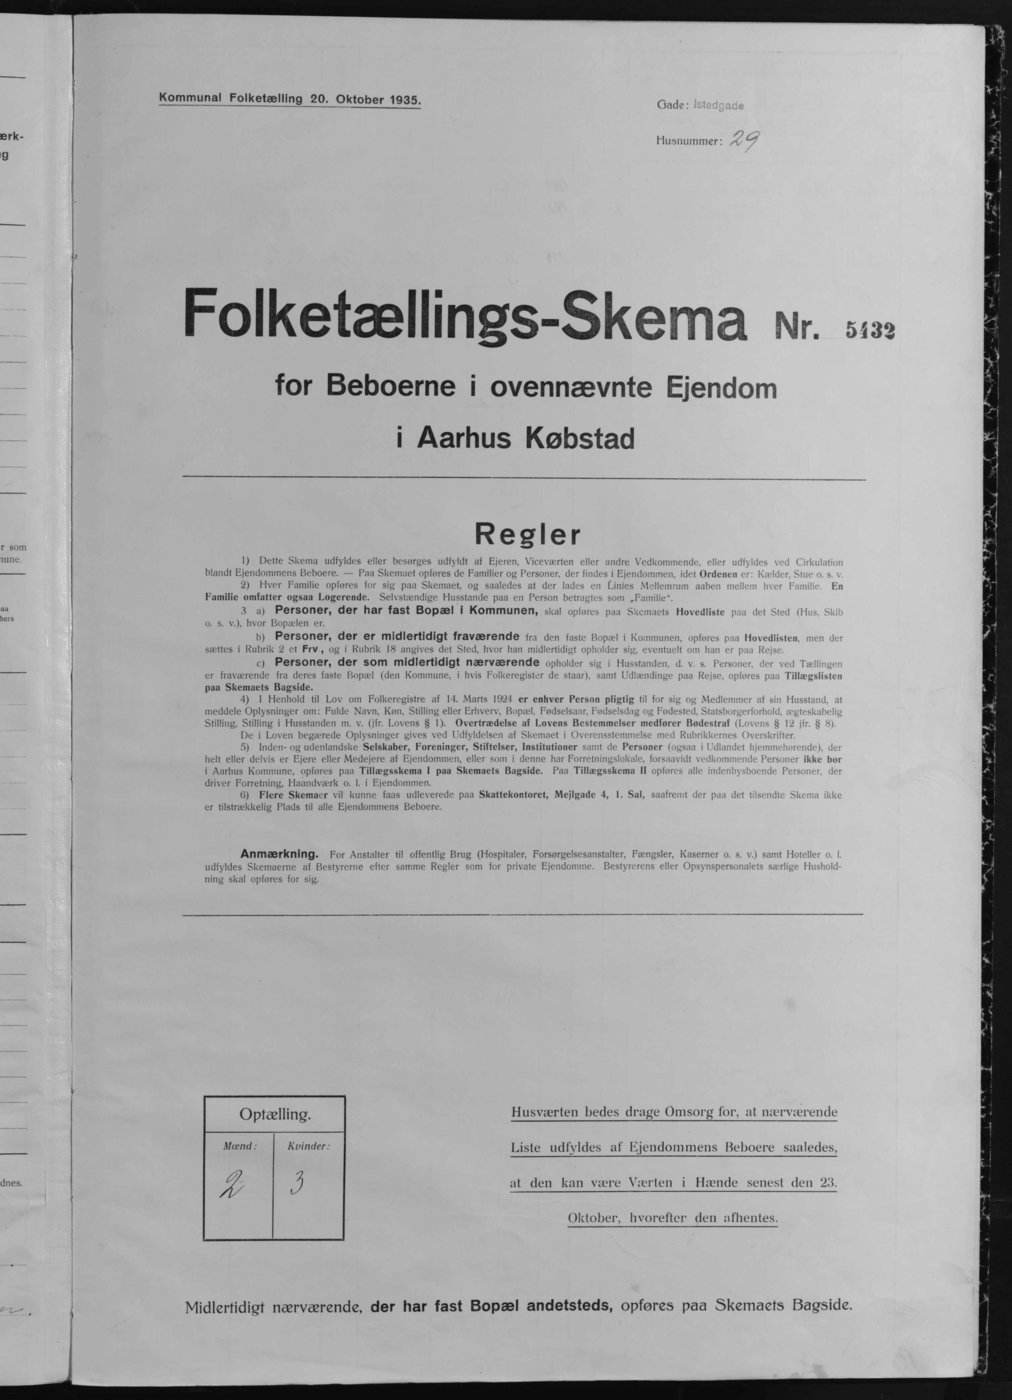 Kommunal Folketælling 20. Oktober 1935.
Gade: Istedgade
Husnummer: 29
Folketællings-Skema Nr. 5432
for Beboerne i ovennævnte Ejendom
i Aarhus Købstad
Regler
1) Dette Skema udfyldes eller besørges udfyldt af Ejeren, Viceværten eller andre Vedkommende, eller udfyldes ved Cirkulation
blandt Ejendommens Beboere. — Paa Skemaet opføres de Familier og Personer, der findes i Ejendommen, idet Ordenen er: Kælder, Stue o. s. v.
2) Hver Familie opføres for sig paa Skemaet, og saaledes at der lades en Linies Mellemrum aaben mellem hver Familie. En
Familie omfatter ogsaa Logerende. Selvstændige Husstande paa en Person betragtes som „Familie“.
3 a) Personer, der har fast Bopæl i Kommunen, skal opføres paa Skemaets Hovedliste paa det Sted (Hus, Skib
o. s. v.), hvor Bopælen er.
b) Personer, der er midlertidigt fraværende fra den faste Bopæl i Kommunen, opføres paa Hovedlisten, men der
sættes i Rubrik 2 et Frv., og i Rubrik 18 angives det Sted, hvor han midlertidigt opholder sig, eventuelt om han er paa Rejse.
c) Personer, der som midlertidigt nærværende opholder sig i Husstanden, d. v. s. Personer, der ved Tællingen
er fraværende fra deres faste Bopæl (den Kommune, i hvis Folkeregister de staar), samt Udlændinge paa Rejse, opføres paa Tillægslisten
paa Skemaets Bagside.
4) I Henhold til Lov om Folkeregistre af 14. Marts 1924 er enhver Person pligtig til for sig og Medlemmer af sin Husstand, at
meddele Oplysninger om: Fulde Navn, Køn, Stilling eller Erhverv, Bopæl, Fødselsaar, Fødselsdag og Fødested, Statsborgerforhold, ægteskabelig
Stilling, Stilling i Husstanden m. v. (jfr. Lovens § 1). Overtrædelse af Lovens Bestemmelser medfører Bødestraf (Lovens § 12 jfr. § 8).
De i Loven begærede Oplysninger gives ved Udfyldelsen af Skemaet i Overensstemmelse med Rubrikkernes Overskrifter.
5) Inden- og udenlandske Selskaber, Foreninger, Stiftelser, Institutioner samt de Personer (ogsaa i Udlandet hjemmehørende), der
helt eller delvis er Ejere eller Medejere af Ejendommen, eller som i denne har Forretningslokale, forsaavidt vedkommende Personer ikke bor
i Aarhus Kommune, opføres paa Tillægsskema I paa Skemaets Bagside. Paa Tillægsskema II opføres alle indenbysboende Personer, der
driver Forretning, Haandværk o. l. i Ejendommen.
6) Flere Skemaer vil kunne faas udleverede paa Skattekontoret, Mejlgade 4, 1. Sal, saafremt der paa det tilsendte Skema ikke
er tilstrækkelig Plads til alle Ejendommens Beboere.
Anmærkning. For Anstalter til offentlig Brug (Hospitaler, Forsørgelsesanstalter, Fængsler, Kaserner o. s. v.) samt Hoteller o. l.
udfyldes Skemaerne af Bestyrerne efter samme Regler som for private Ejendomme. Bestyrerens eller Opsynspersonalets særlige Hushold-
ning skal opføres for sig.
Optælling.
Mænd: Kvinder:
2 3
Husværten bedes drage Omsorg for, at nærværende
Liste udfyldes af Ejendommens Beboere saaledes,
at den kan være Værten i Hænde senest den 23.
Oktober, hvorefter den afhentes.
Midlertidigt nærværende, der har fast Bopæl andetsteds, opføres paa Skemaets Bagside.